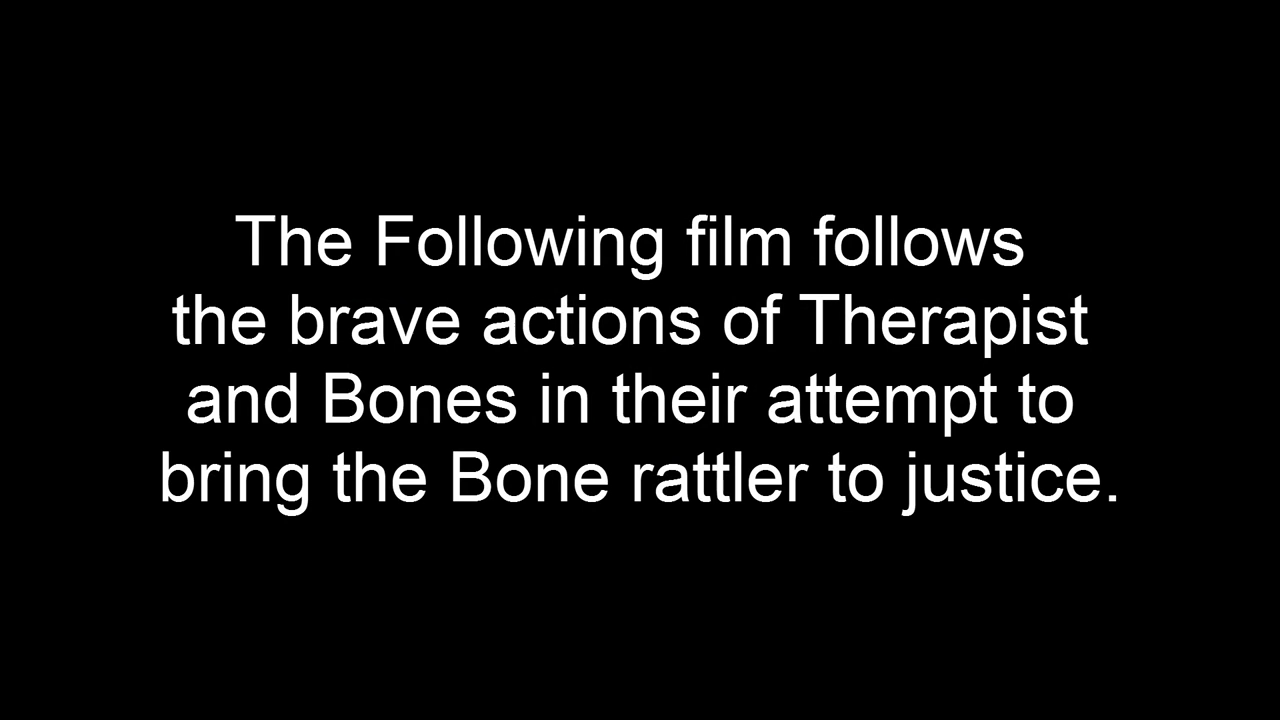 The Following film follows
the brave actions of Therapist
and Bones in their attempt to
bring the Bone rattler to justice.